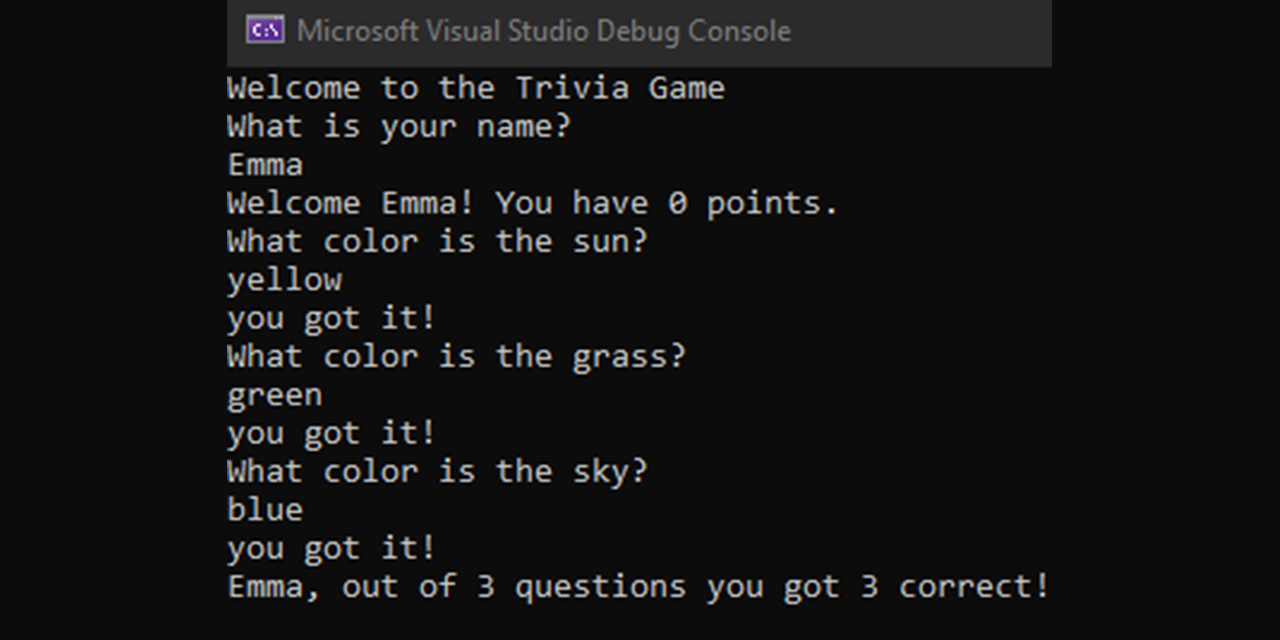 C:\ Microsoft Visual Studio Debug Console
Welcome to the Trivia Game
What is your name?
Emma
Welcome Emma! You have 0 points.
What color is the sun?
yellow
you got it!
What color is the grass?
green
you got it!
What color is the sky?
blue
you got it!
Emma, out of 3 questions you got 3 correct!